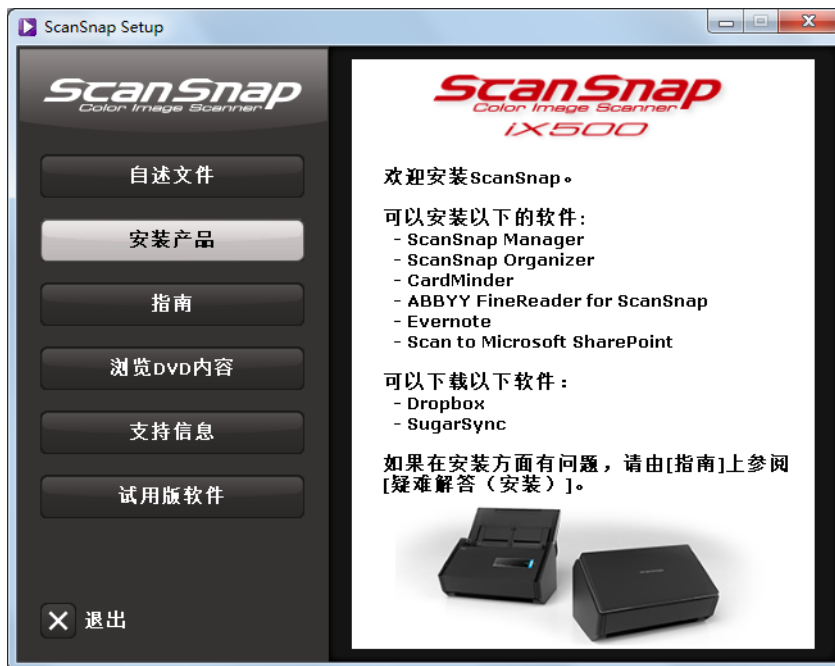 ScanSnap Setup
ScanSnap
Color Image Scanner
自述文件
安装产品
指南
浏览DVD内容
支持信息
试用版软件
退出
ScanSnap
Color Image Scanner
iX500
欢迎安装ScanSnap。
可以安装以下的软件:
- ScanSnap Manager
- ScanSnap Organizer
- CardMinder
- ABBYY FineReader for ScanSnap
- Evernote
- Scan to Microsoft SharePoint
可以下载以下软件：
- Dropbox
- SugarSync
如果在安装方面有问题，请由[指南]上参阅
[疑难解答（安装）]。